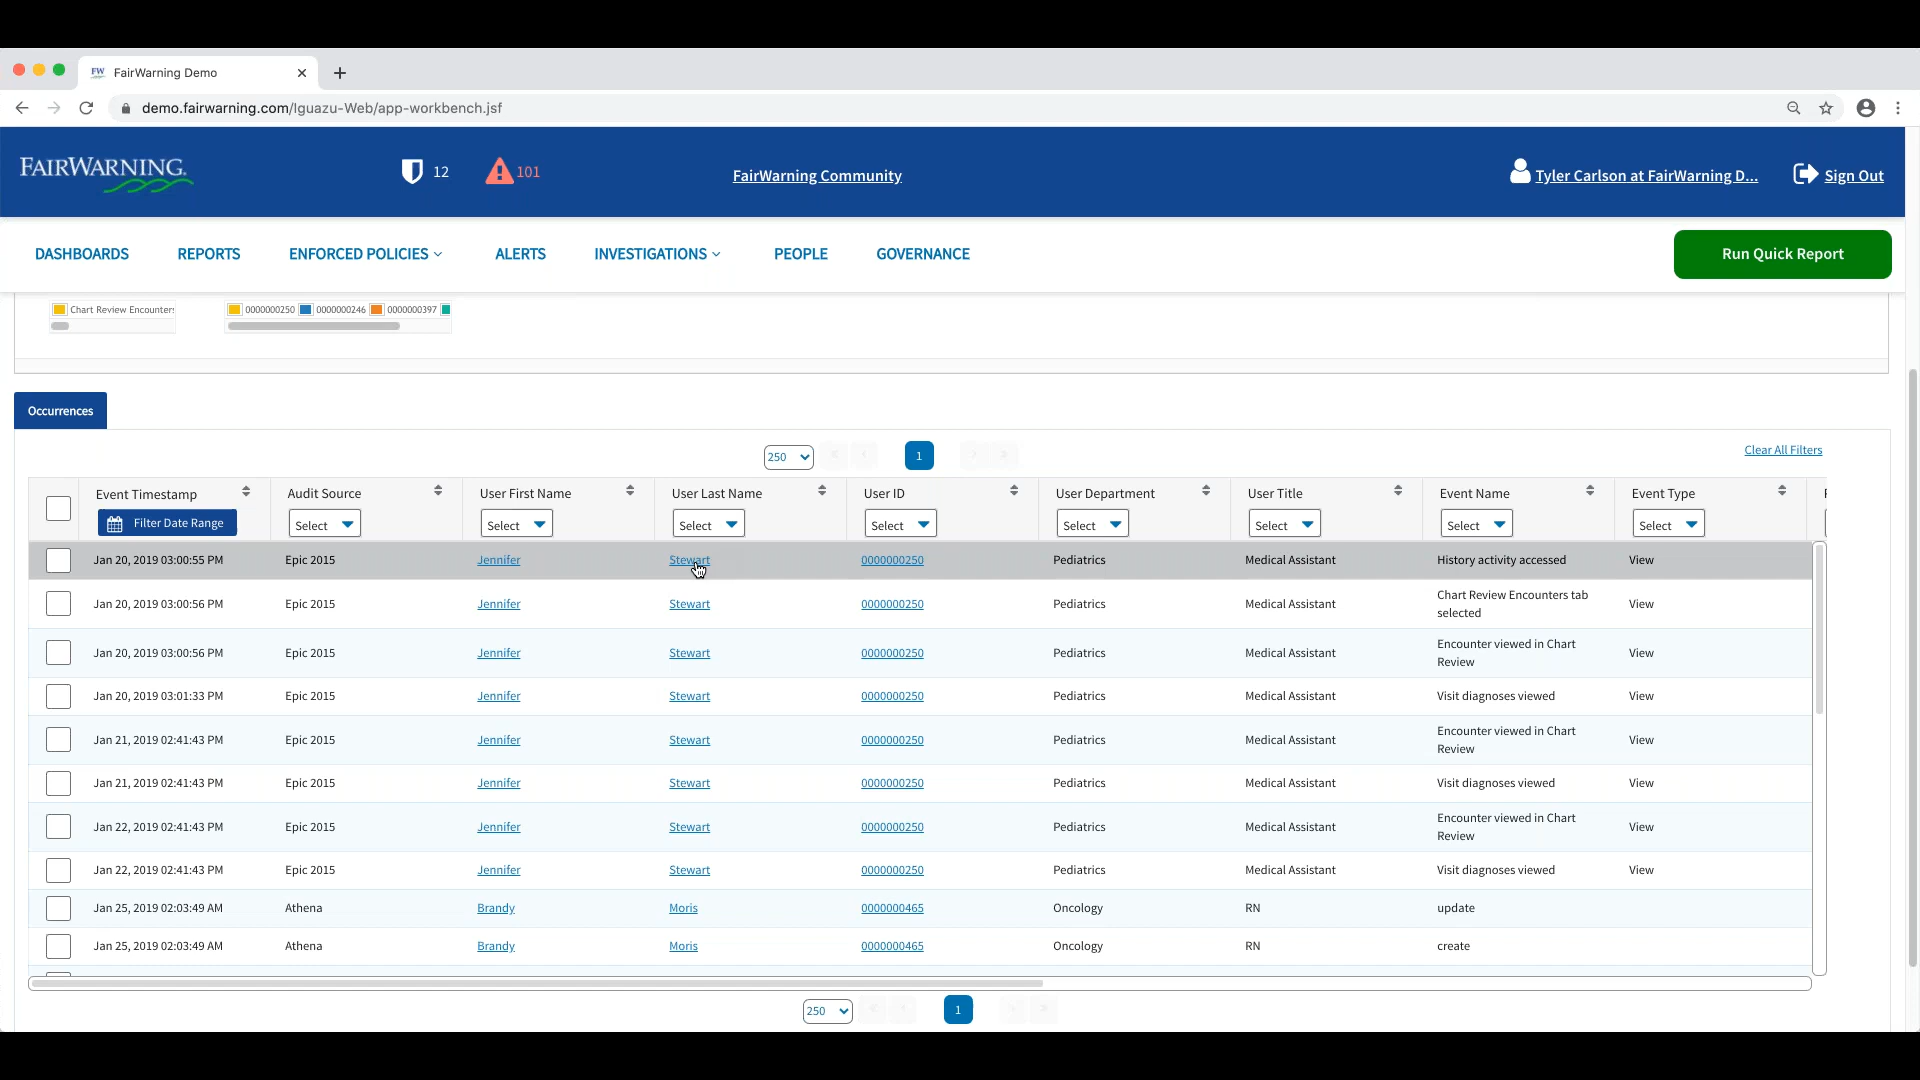 FW FairWarning Demo
demo.fairwarning.com/Iguazu-Web/app-workbench.jsf
FAIRWARNING. 12 101 FairWarning Community Tyler Carlson at FairWarning D... Sign Out
DASHBOARDS REPORTS ENFORCED POLICIES ALERTS INVESTIGATIONS PEOPLE GOVERNANCE Run Quick Report
Chart Review Encounters 0000000250 0000000246 0000000397
Occurrences
250 1 Clear All Filters
Event Timestamp Audit Source User First Name User Last Name User ID User Department User Title Event Name Event Type
Filter Date Range Select Select Select Select Select Select Select Select
Jan 20, 2019 03:00:55 PM Epic 2015 Jennifer Stewart 0000000250 Pediatrics Medical Assistant History activity accessed View
Jan 20, 2019 03:00:56 PM Epic 2015 Jennifer Stewart 0000000250 Pediatrics Medical Assistant Chart Review Encounters tab selected View
Jan 20, 2019 03:00:56 PM Epic 2015 Jennifer Stewart 0000000250 Pediatrics Medical Assistant Encounter viewed in Chart Review View
Jan 20, 2019 03:01:33 PM Epic 2015 Jennifer Stewart 0000000250 Pediatrics Medical Assistant Visit diagnoses viewed View
Jan 21, 2019 02:41:43 PM Epic 2015 Jennifer Stewart 0000000250 Pediatrics Medical Assistant Encounter viewed in Chart Review View
Jan 21, 2019 02:41:43 PM Epic 2015 Jennifer Stewart 0000000250 Pediatrics Medical Assistant Visit diagnoses viewed View
Jan 22, 2019 02:41:43 PM Epic 2015 Jennifer Stewart 0000000250 Pediatrics Medical Assistant Encounter viewed in Chart Review View
Jan 22, 2019 02:41:43 PM Epic 2015 Jennifer Stewart 0000000250 Pediatrics Medical Assistant Visit diagnoses viewed View
Jan 25, 2019 02:03:49 AM Athena Brandy Moris 0000000465 Oncology RN update
Jan 25, 2019 02:03:49 AM Athena Brandy Moris 0000000465 Oncology RN create
250 1